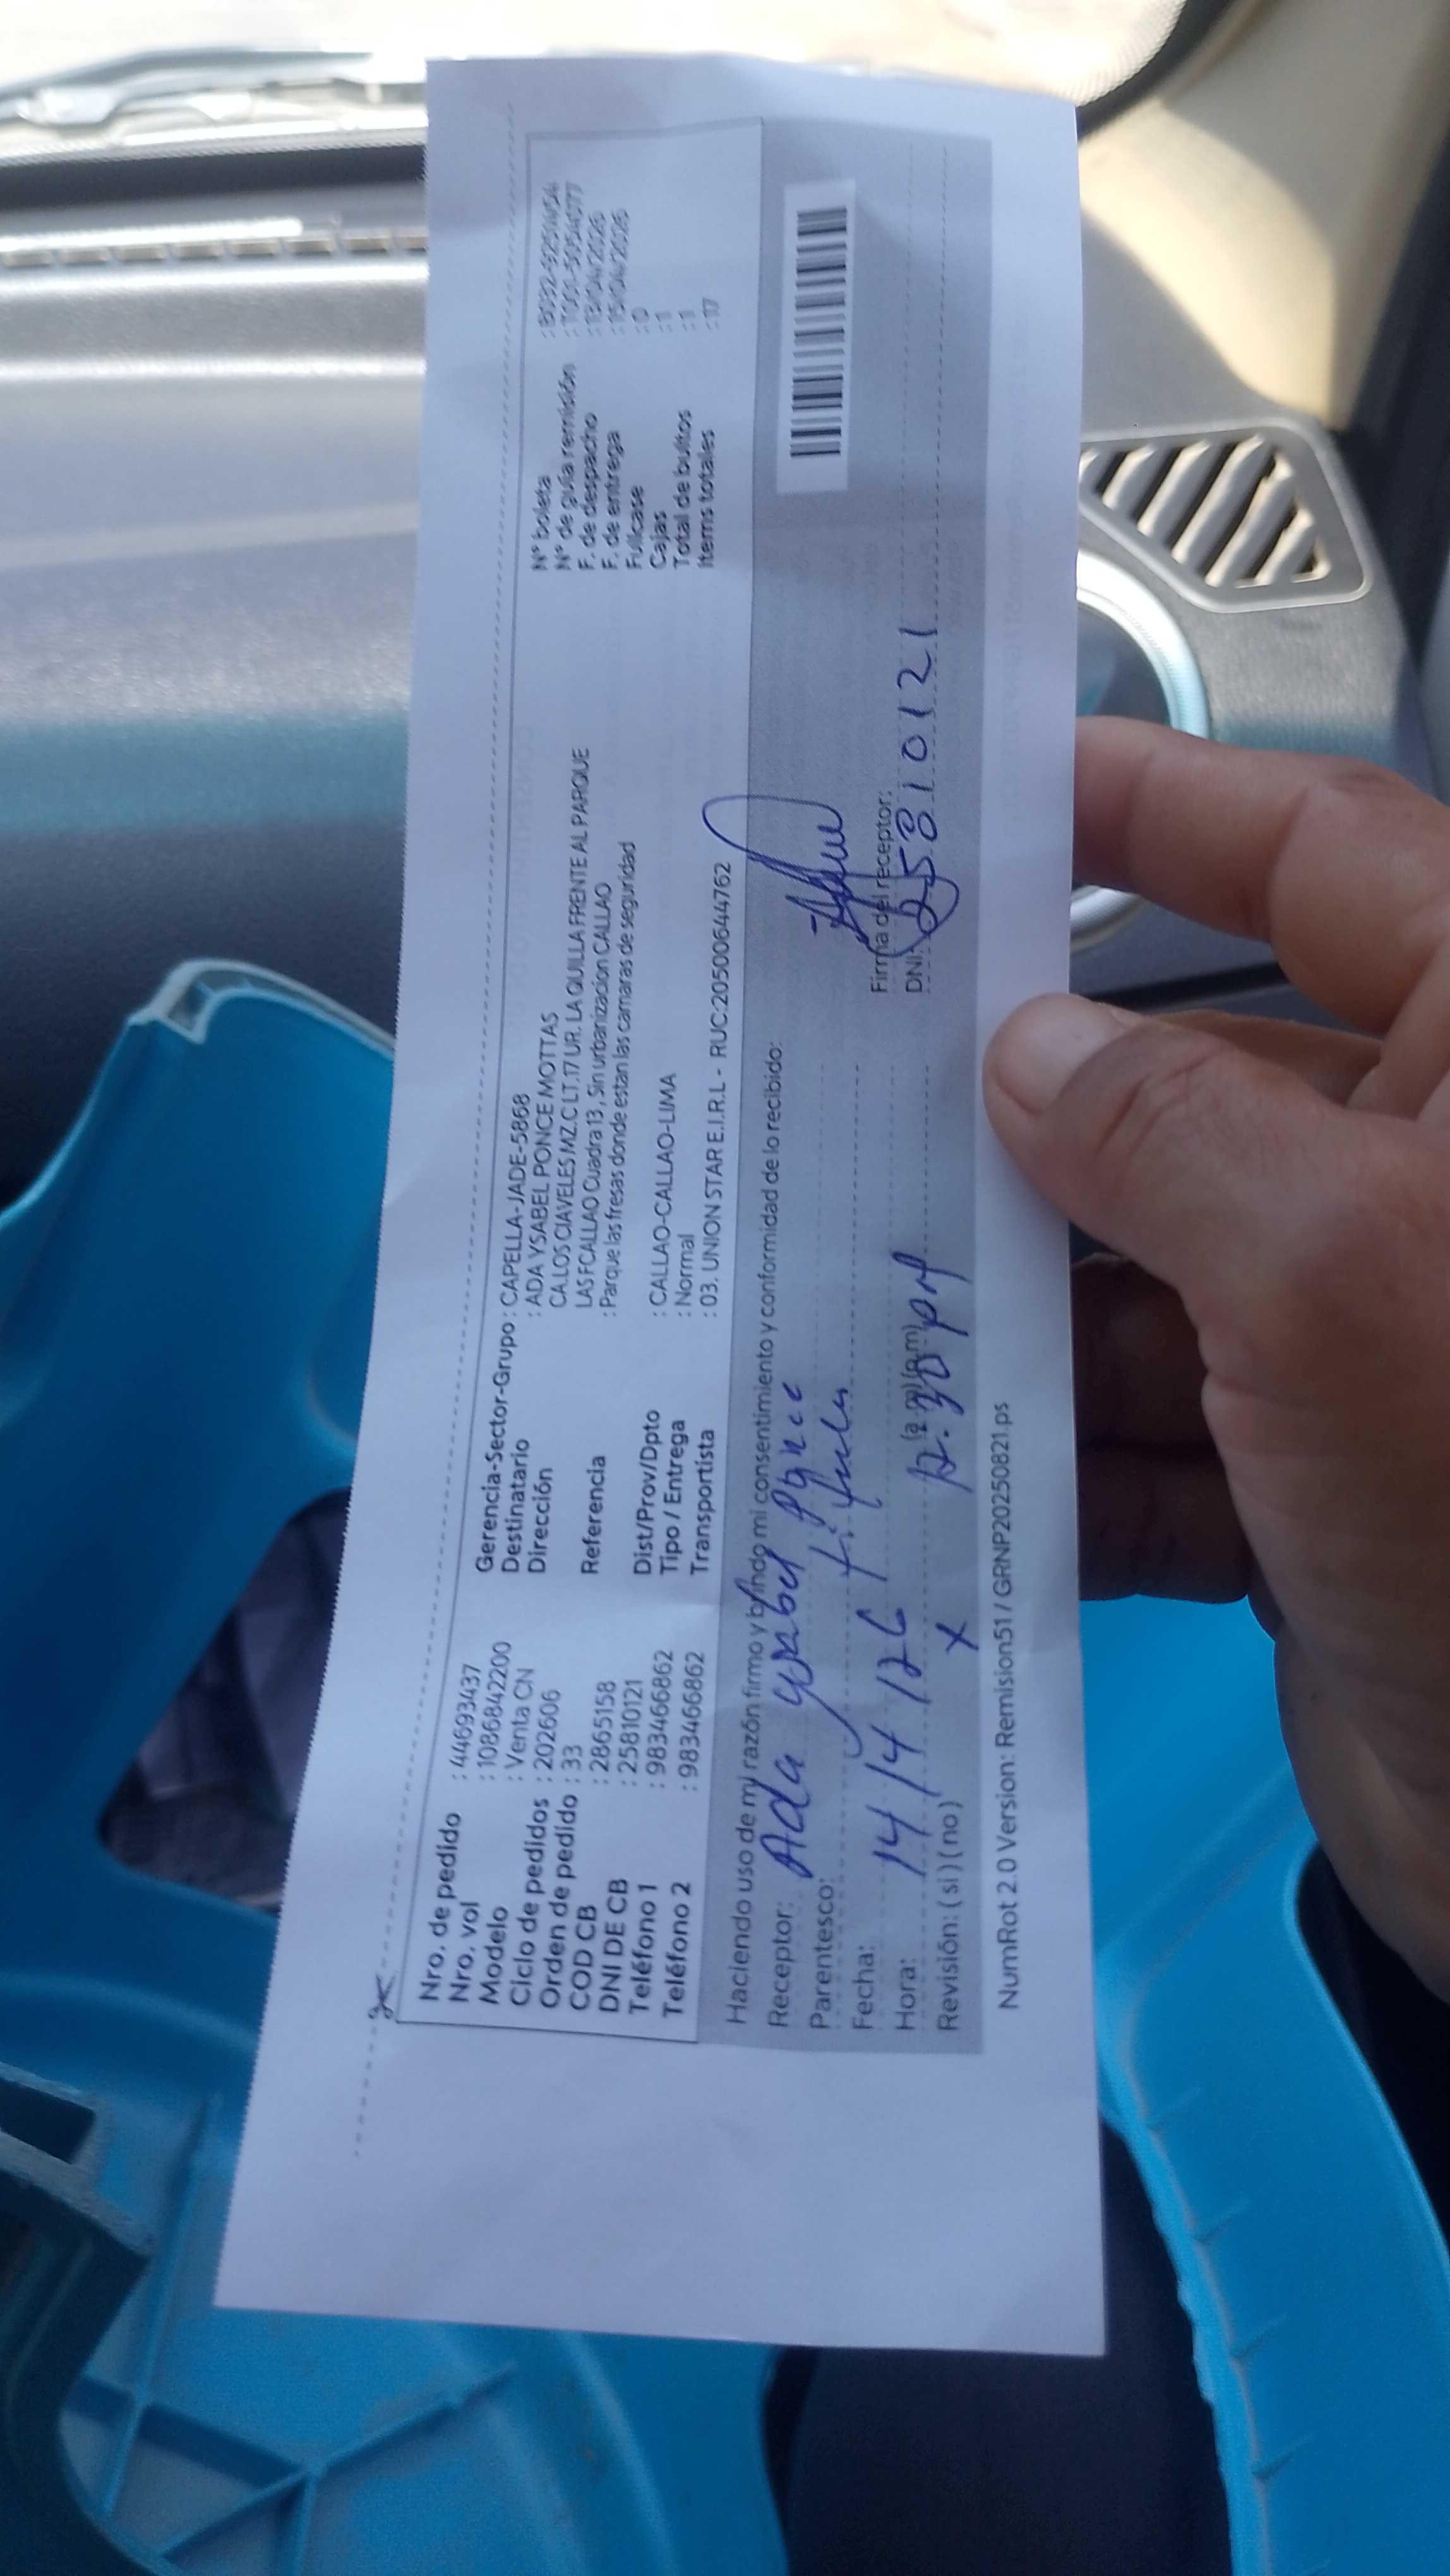 Nro. de pedido : 44693437
Nro. vol : 1086842200
Modelo : Venta CN
Ciclo de pedidos : 202606
Orden de pedido : 33
COD CB : 2865158
DNI DE CB : 25810121
Teléfono 1 : 983466862
Teléfono 2 : 983466862
Gerencia-Sector-Grupo : CAPELLA-JADE-5868
Destinatario : ADA YSABEL PONCE MOTTAS
Dirección CA.LOS CIAVELES MZ.C LT.17 UR. LA QUILLA FRENTE AL PARQUE
LAS FCALLAO Cuadra 13, Sin urbanizacion CALLAO
Referencia : Parque las fresas donde estan las camaras de seguridad
Dist/Prov/Dpto : CALLAO-CALLAO-LIMA
Tipo / Entrega : Normal
Transportista : 03. UNION STAR E.I.R.L - RUC:20500644762
N° boleta
N° de guía remisión
F. de despacho : 13/04/2026
F. de entrega : 15/04/2026
Fullcase : 0
Cajas : 1
Total de bultos : 1
Items totales : 17
Haciendo uso de mi razón firmo y brindo mi consentimiento y conformidad de lo recibido:
Receptor: Ada ysabel Ponce
Parentesco:
Fecha: 14/4/26
Hora: (a.m)(p.m)
Revisión: (si) (no) X
Firma del receptor:
DNI: 25810121
NumRot 2.0 Version: Remision51 / GRNP20250821.ps